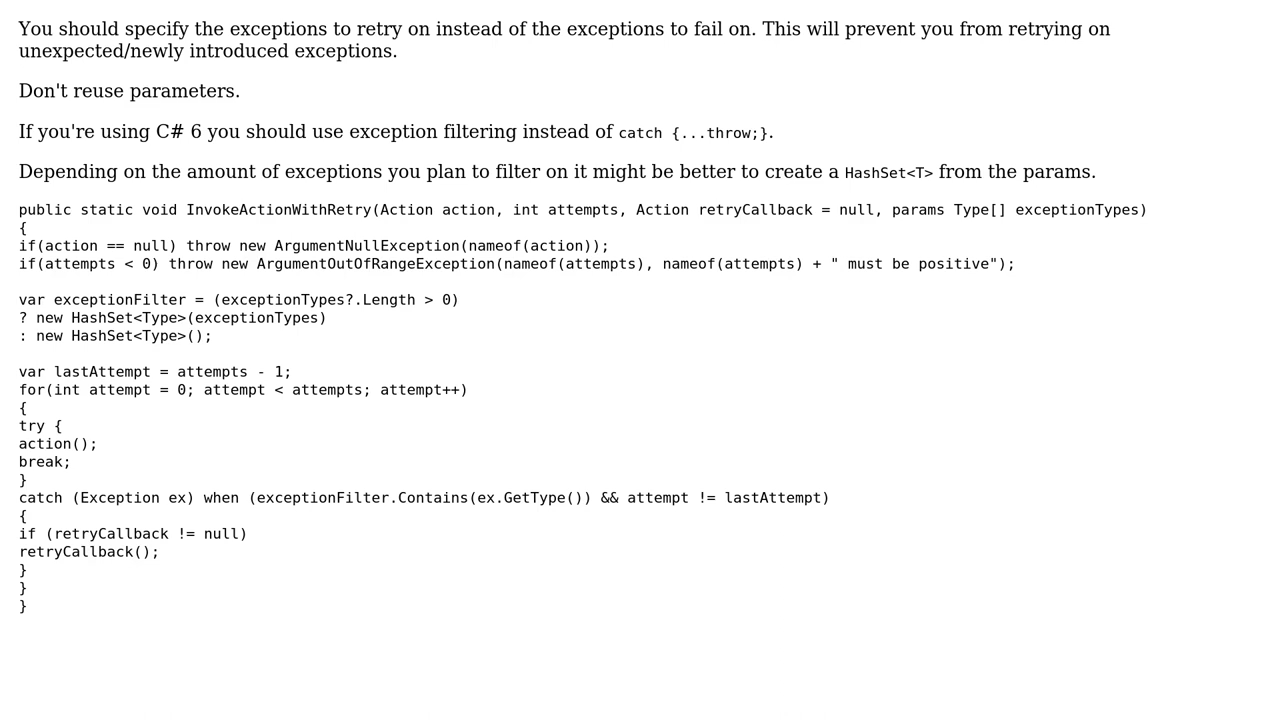 You should specify the exceptions to retry on instead of the exceptions to fail on. This will prevent you from retrying on
unexpected/newly introduced exceptions.
Don't reuse parameters.
If you're using C# 6 you should use exception filtering instead of catch {...throw;}.
Depending on the amount of exceptions you plan to filter on it might be better to create a HashSet<T> from the params.
public static void InvokeActionWithRetry(Action action, int attempts, Action retryCallback = null, params Type[] exceptionTypes)
{
if(action == null) throw new ArgumentNullException(nameof(action));
if(attempts < 0) throw new ArgumentOutOfRangeException(nameof(attempts), nameof(attempts) + " must be positive");
var exceptionFilter = (exceptionTypes?.Length > 0)
? new HashSet<Type>(exceptionTypes)
: new HashSet<Type>();
var lastAttempt = attempts - 1;
for(int attempt = 0; attempt < attempts; attempt++)
{
try {
action();
break;
}
catch (Exception ex) when (exceptionFilter.Contains(ex.GetType()) && attempt != lastAttempt)
{
if (retryCallback != null)
retryCallback();
}
}
}